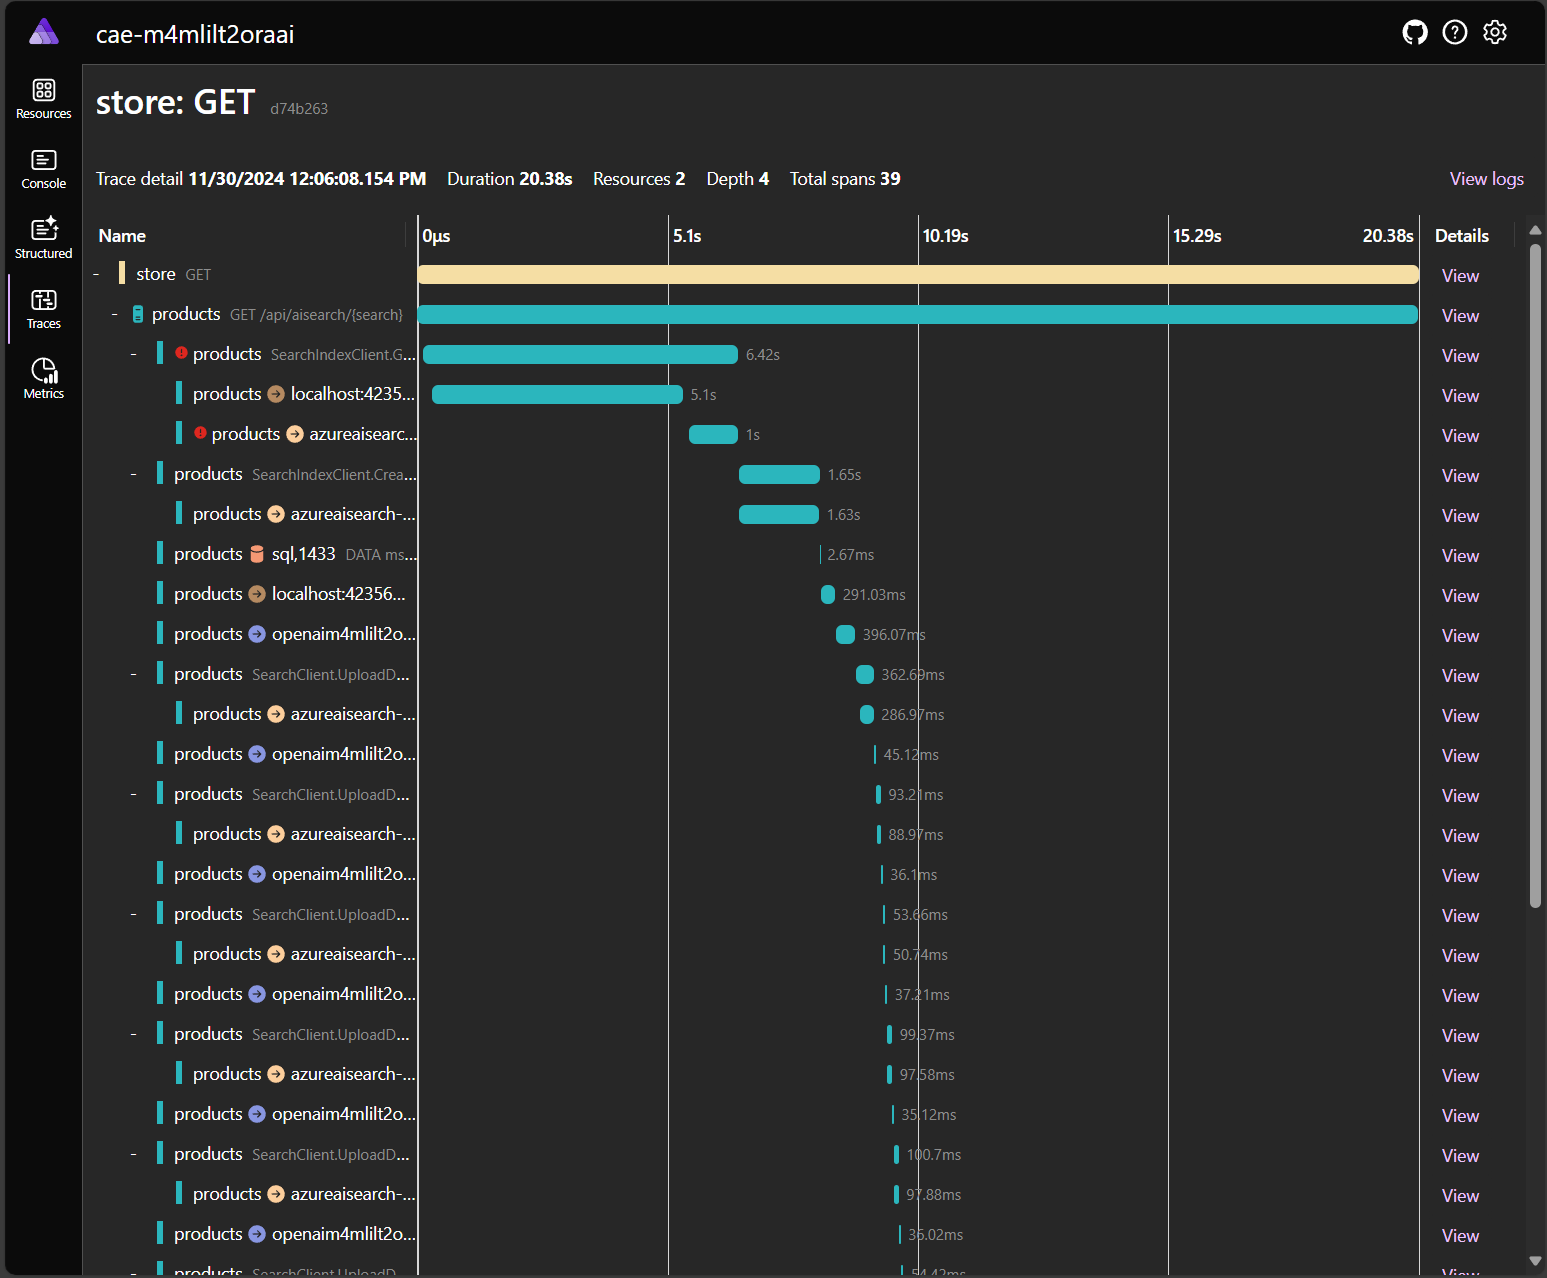 cae-m4mlilt2oraai
Resources
Console
Structured
Traces
Metrics
store: GET d74b263
Trace detail 11/30/2024 12:06:08.154 PM Duration 20.38s Resources 2 Depth 4 Total spans 39 View logs
Name 0μs 5.1s 10.19s 15.29s 20.38s Details
- store GET View
- products GET /api/aisearch/{search} View
- products SearchIndexClient.G... 6.42s View
products localhost:4235... 5.1s View
products azureaisearc... 1s View
- products SearchIndexClient.Crea... 1.65s View
products azureaisearch-... 1.63s View
products sql,1433 DATA ms... 2.67ms View
products localhost:42356... 291.03ms View
products openaim4mlilt2o... 396.07ms View
- products SearchClient.UploadD... 362.69ms View
products azureaisearch-... 286.97ms View
products openaim4mlilt2o... 45.12ms View
- products SearchClient.UploadD... 93.21ms View
products azureaisearch-... 88.97ms View
products openaim4mlilt2o... 36.1ms View
- products SearchClient.UploadD... 53.66ms View
products azureaisearch-... 50.74ms View
products openaim4mlilt2o... 37.21ms View
- products SearchClient.UploadD... 99.37ms View
products azureaisearch-... 97.58ms View
products openaim4mlilt2o... 35.12ms View
- products SearchClient.UploadD... 100.7ms View
products azureaisearch-... 97.88ms View
products openaim4mlilt2o... 36.02ms View
- products SearchClient.UploadD... 54.42ms View